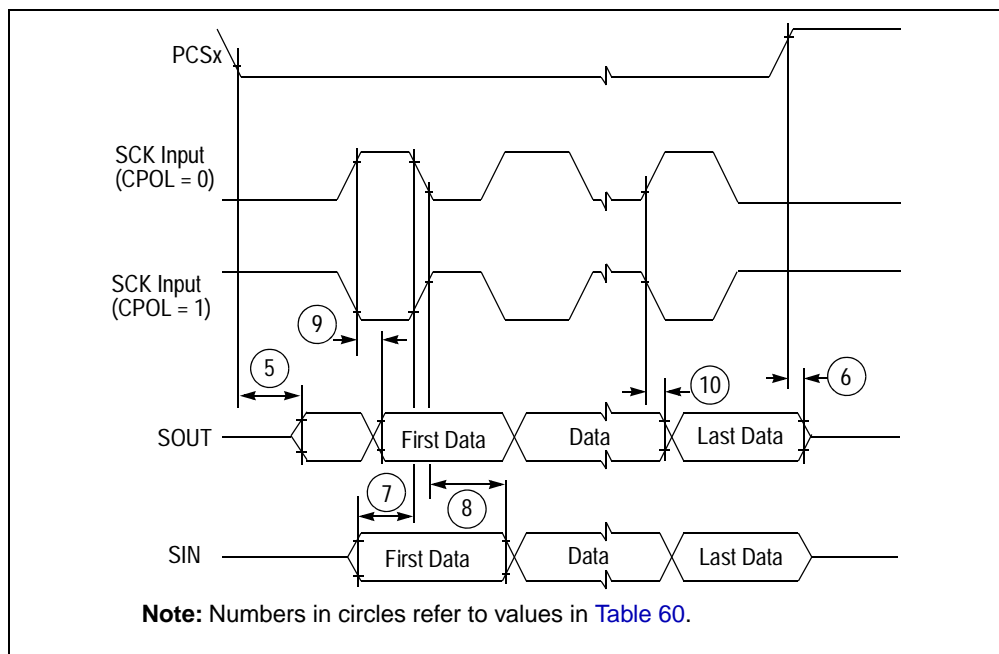 PCSx
SCK Input
(CPOL = 0)
SCK Input
(CPOL = 1)
9
5
10
6
SOUT
First Data
Data
Last Data
7
8
SIN
First Data
Data
Last Data
Note: Numbers in circles refer to values in Table 60.